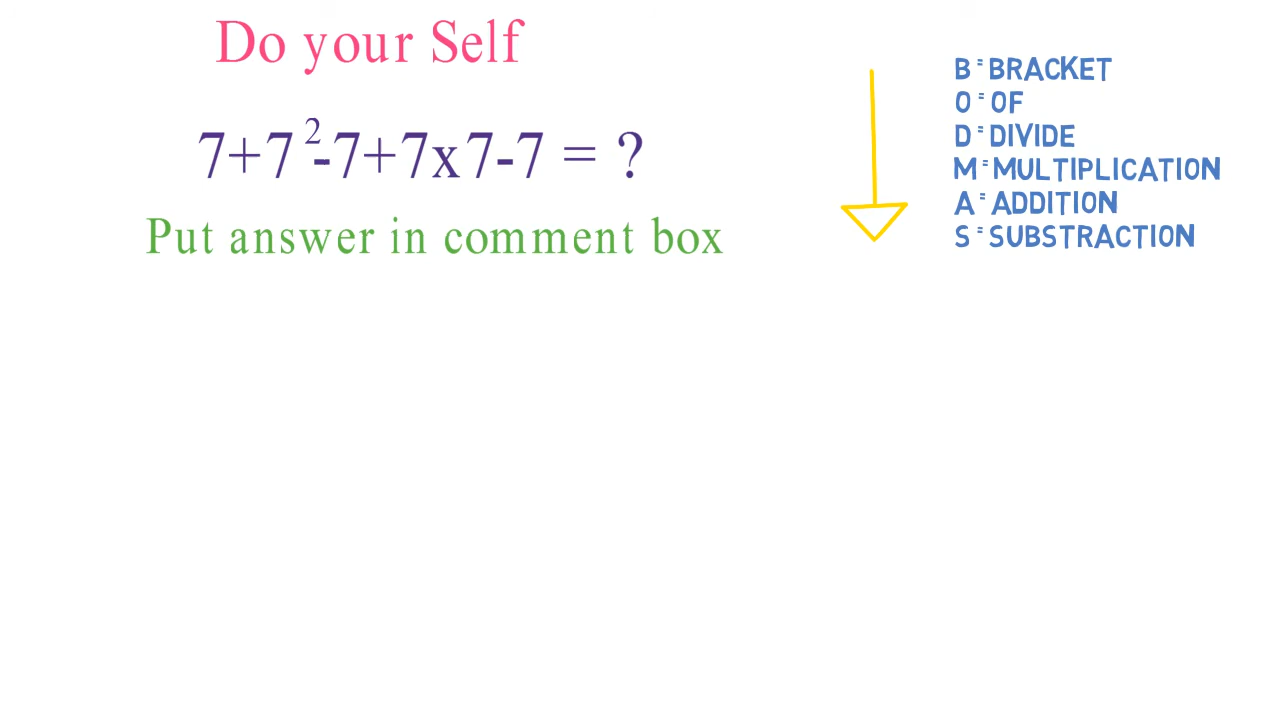 Do your Self
7+7²-7+7x7-7 = ?
Put answer in comment box
B = BRACKET
O = OF
D = DIVIDE
M = MULTIPLICATION
A = ADDITION
S = SUBSTRACTION